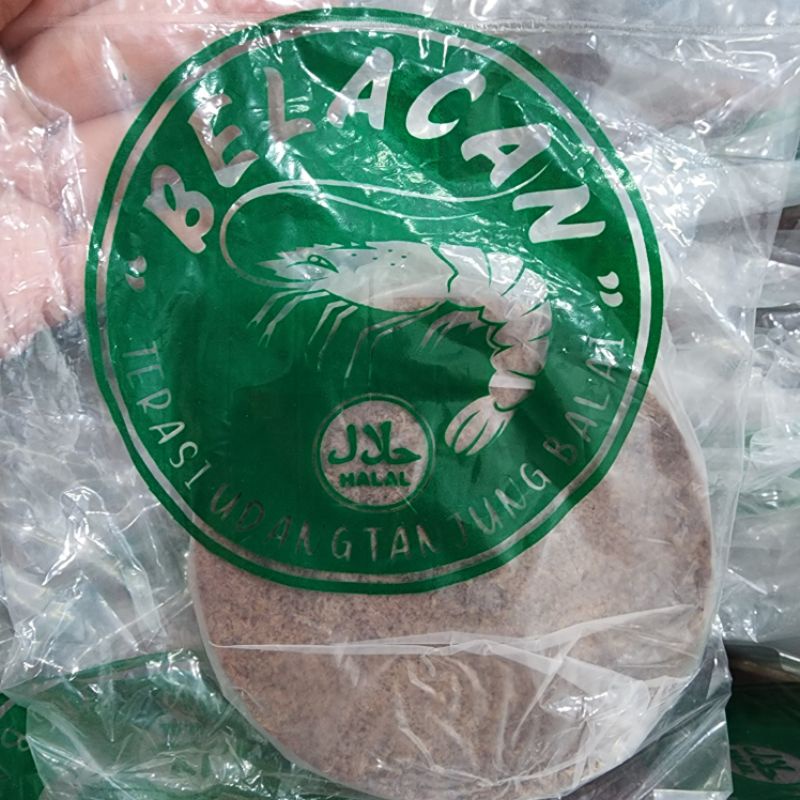 "BELACAN"
حلال
HALAL
TERASI UDANG TANJUNG BALAI